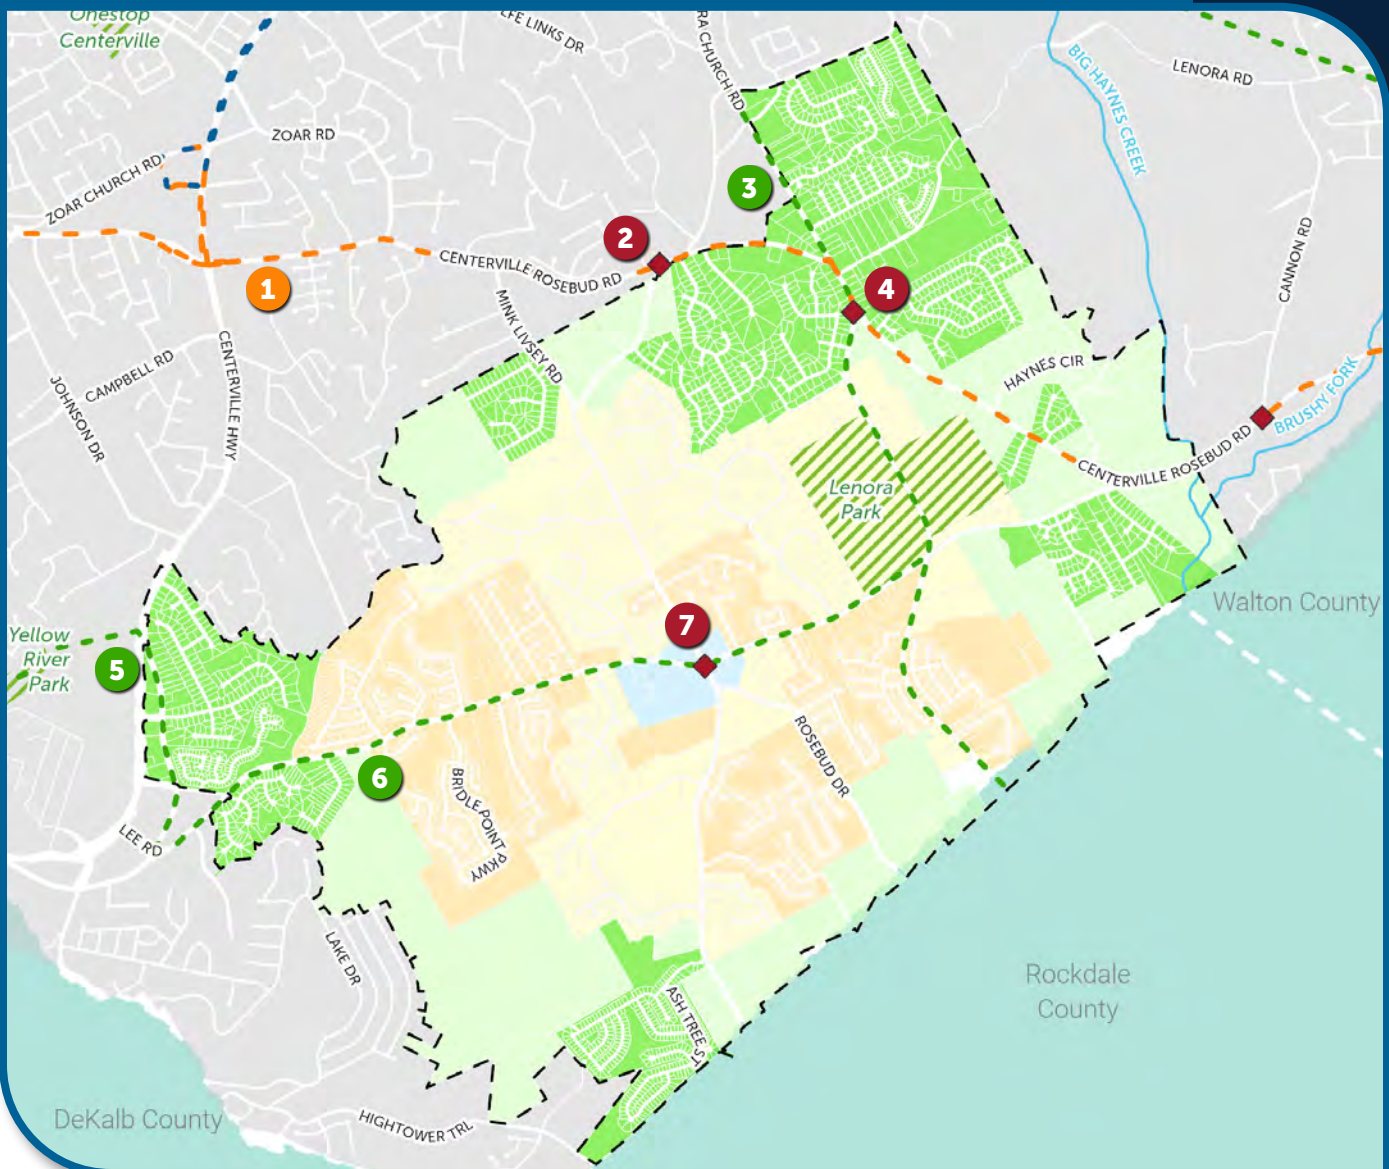 Onestop
Centerville
LENORA RD
BIG HAYNES CREEK
ZOAR RD
ZOAR CHURCH RD
3
2
CENTERVILLE ROSEBUD RD
1
4
CANNON RD
MINK LIVSEY RD
CENTERVILLE HWY
CAMPBELL RD
JOHNSON DR
HAYNES CIR
BRUSHY FORK
CENTERVILLE ROSEBUD RD
Lenora
Park
Walton County
7
Yellow
River
Park
5
ROSEBUD DR
6
BRIDLE POINT PKWY
LEE RD
LAKE DR
Rockdale
County
ASH TREE ST
DeKalb County
HIGHTOWER TRL